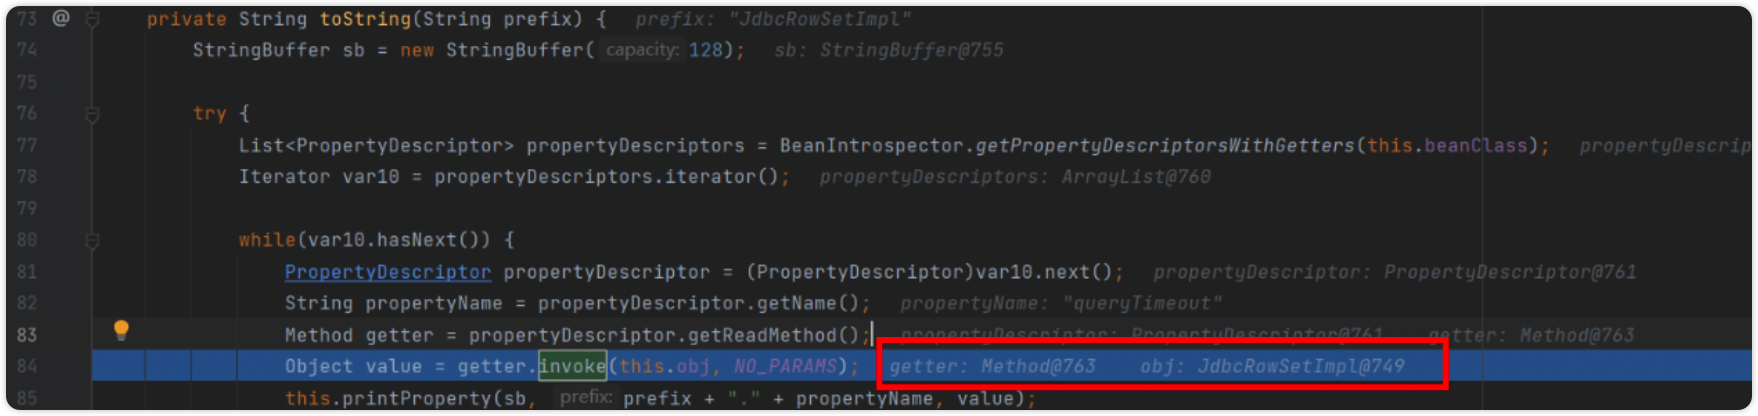 73 @ private String toString(String prefix) { prefix: "JdbcRowSetImpl"
74 StringBuffer sb = new StringBuffer( capacity: 128); sb: StringBuffer@755
75
76 try {
77 List<PropertyDescriptor> propertyDescriptors = BeanIntrospector.getPropertyDescriptorsWithGetters(this.beanClass); propertyDescrip
78 Iterator var10 = propertyDescriptors.iterator(); propertyDescriptors: ArrayList@760
79
80 while(var10.hasNext()) {
81 PropertyDescriptor propertyDescriptor = (PropertyDescriptor)var10.next(); propertyDescriptor: PropertyDescriptor@761
82 String propertyName = propertyDescriptor.getName(); propertyName: "queryTimeout"
83 Method getter = propertyDescriptor.getReadMethod(); propertyDescriptor: PropertyDescriptor@761 getter: Method@763
84 Object value = getter.invoke(this.obj, NO_PARAMS); getter: Method@763 obj: JdbcRowSetImpl@749
85 this.printProperty(sb, prefix: prefix + "." + propertyName, value);